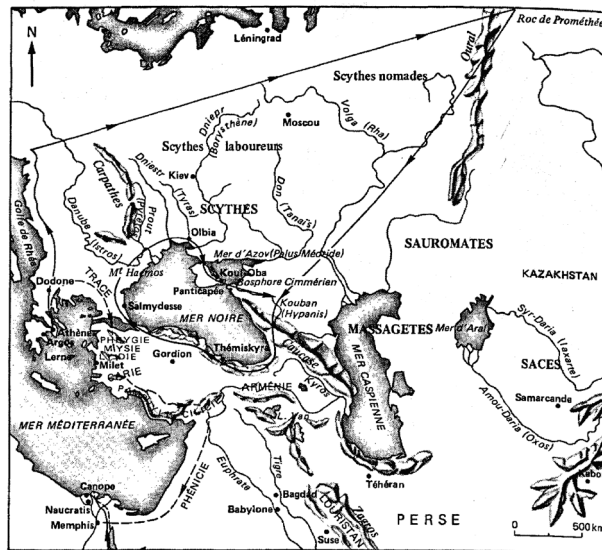 Roc de Prométhée
N
Léningrad
Oural
Scythes nomades
Dniepr
(Borysthène)
Moscou
Volga (Rha)
Scythes laboureurs
Carpathes
Dniestr
(Tyras)
Kiev
Don (Tanaïs)
Prout
Golfe de Rhéa
Danube
(Istros)
SCYTHES
Olbia
SAUROMATES
Mer d'Azov (Palus Méotide)
Mt Haemos
Koul Oba
KAZAKHSTAN
Dodone
TRACE
Panticapée
Bosphore Cimmérien
Salmydesse
Kouban
(Hypanis)
Syr-Daria (Iaxarte)
MER NOIRE
MASSAGETES
Mer d'Aral
Athène
Argos
Lerne
PHRYGIE
MYSIE
LYDIE
Milet
CARIE
Gordion
Thémiskyra
Caucase
MER CASPIENNE
SACES
ARMÉNIE
Kyros
Samarcande
Amou-Daria (Oxos)
MER MÉDITERRANÉE
L. Van
PHÉNICIE
Téhéran
Canope
Naucratis
Memphis
Euphrate
Tigre
Bagdad
Babylone
Zagros
LOURISTAN
Suse
PERSE
0 500 km